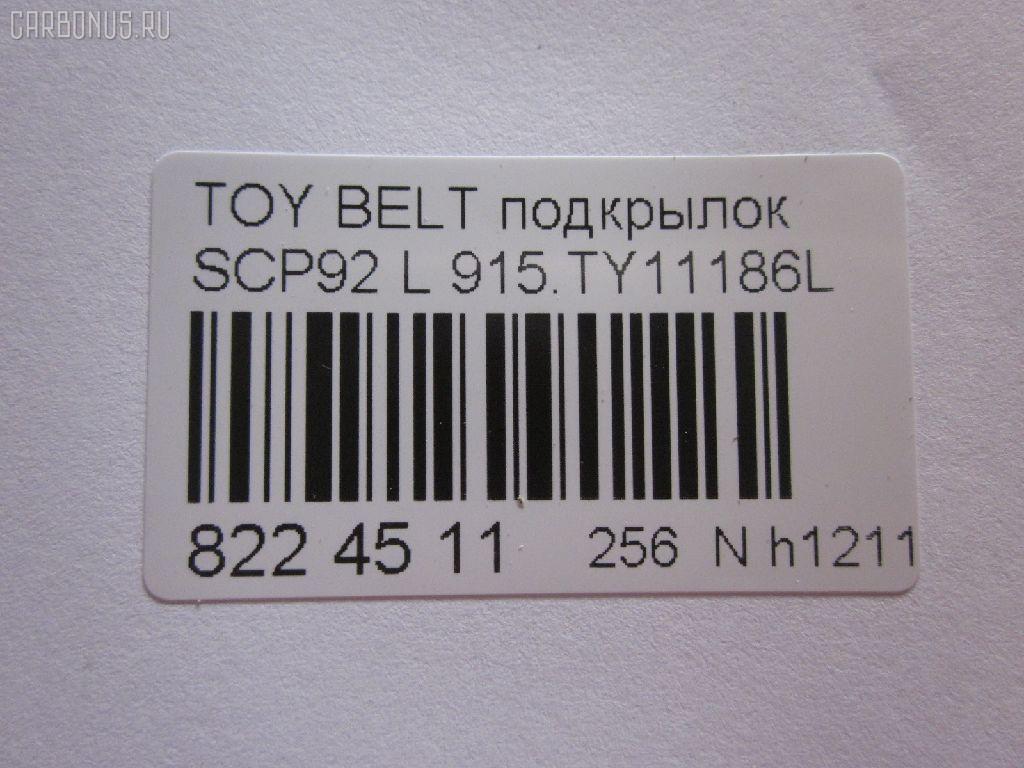 CARBONUS.RU
TOY BELT подкрылок
SCP92 L 915.TY11186L
822 45 11 256 N h1211